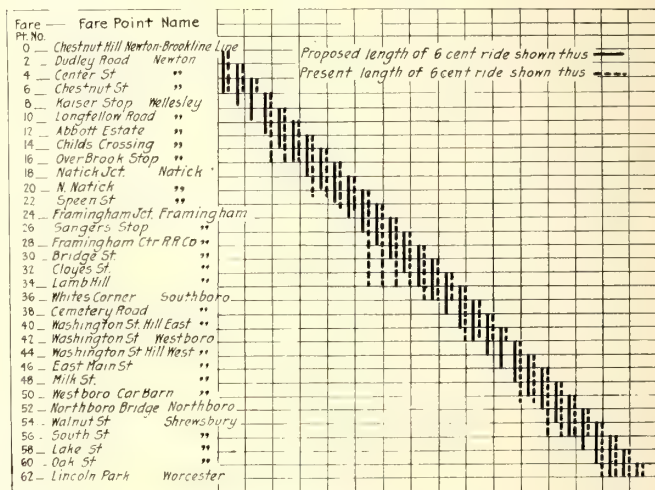 Fare — Fare Point Name
Pt. No.
0 — Chestnut Hill Newton-Brookline Line
2 — Dudley Road Newton
4 — Center St "
6 — Chestnut St "
8 — Kaiser Stop Wellesley
10 — Longfellow Road "
12 — Abbott Estate "
14 — Childs Crossing "
16 — Over Brook Stop "
18 — Natick Jct. Natick
20 — N. Natick "
22 — Speen St "
24 — Framingham Jct. Framingham
26 — Sangers Stop "
28 — Framingham Ctr RR Co "
30 — Bridge St. "
32 — Cloyes St. "
34 — Lamb Hill "
36 — Whites Corner Southboro
38 — Cemetery Road "
40 — Washington St. Hill East "
42 — Washington St Westboro
44 — Washington St Hill West "
46 — East Main St "
48 — Milk St. "
50 — Westboro Car Barn "
52 — Northboro Bridge Northboro
54 — Walnut St Shrewsbury
56 — South St "
58 — Lake St "
60 — Oak St "
62 — Lincoln Park Worcester
Proposed length of 6 cent ride shown thus
Present length of 6 cent ride shown thus